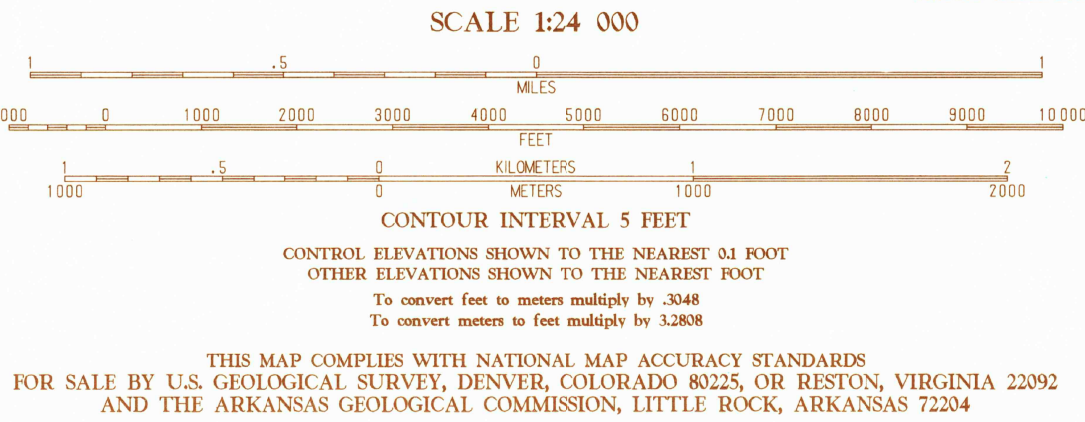 SCALE 1:24 000
1 .5 0 1
MILES
000 0 1000 2000 3000 4000 5000 6000 7000 8000 9000 10 000
FEET
1 .5 0 KILOMETERS 1 2
1000 0 METERS 1000 2000
CONTOUR INTERVAL 5 FEET
CONTROL ELEVATIONS SHOWN TO THE NEAREST 0.1 FOOT
OTHER ELEVATIONS SHOWN TO THE NEAREST FOOT
To convert feet to meters multiply by .3048
To convert meters to feet multiply by 3.2808
THIS MAP COMPLIES WITH NATIONAL MAP ACCURACY STANDARDS
FOR SALE BY U.S. GEOLOGICAL SURVEY, DENVER, COLORADO 80225, OR RESTON, VIRGINIA 22092
AND THE ARKANSAS GEOLOGICAL COMMISSION, LITTLE ROCK, ARKANSAS 72204